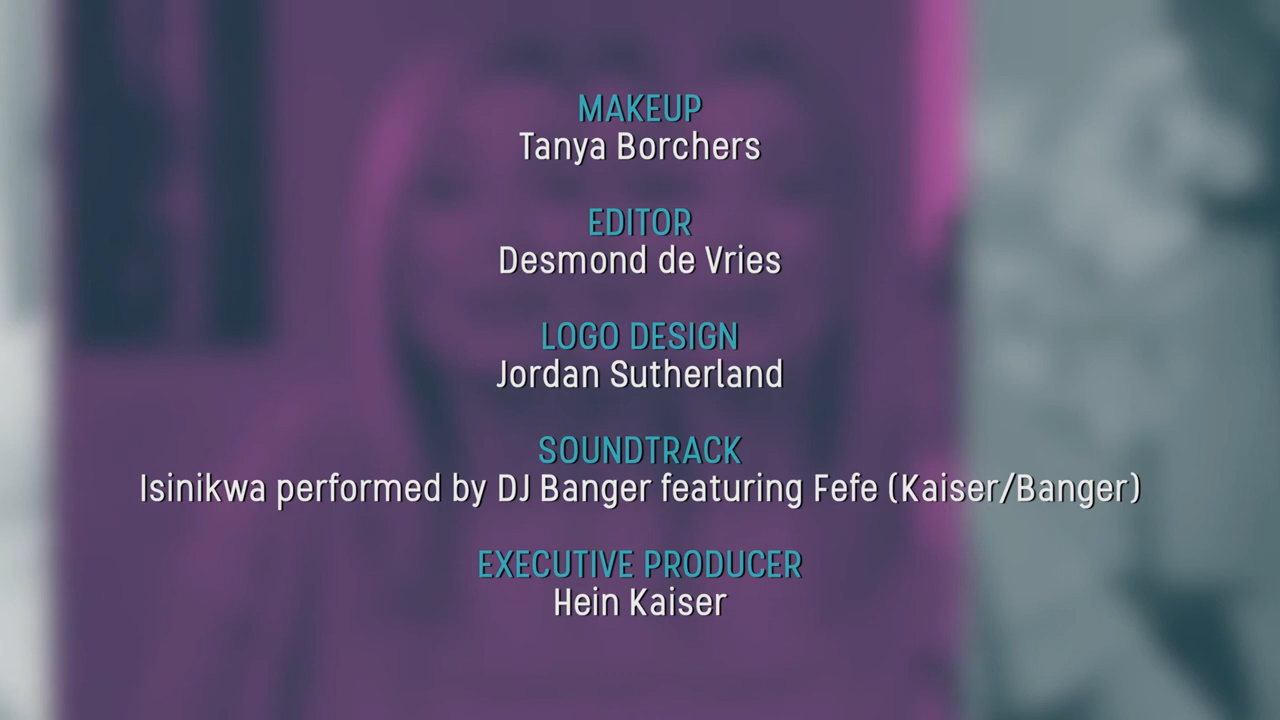 MAKEUP
Tanya Borchers
EDITOR
Desmond de Vries
LOGO DESIGN
Jordan Sutherland
SOUNDTRACK
Isinikwa performed by DJ Banger featuring Fefe (Kaiser/Banger)
EXECUTIVE PRODUCER
Hein Kaiser